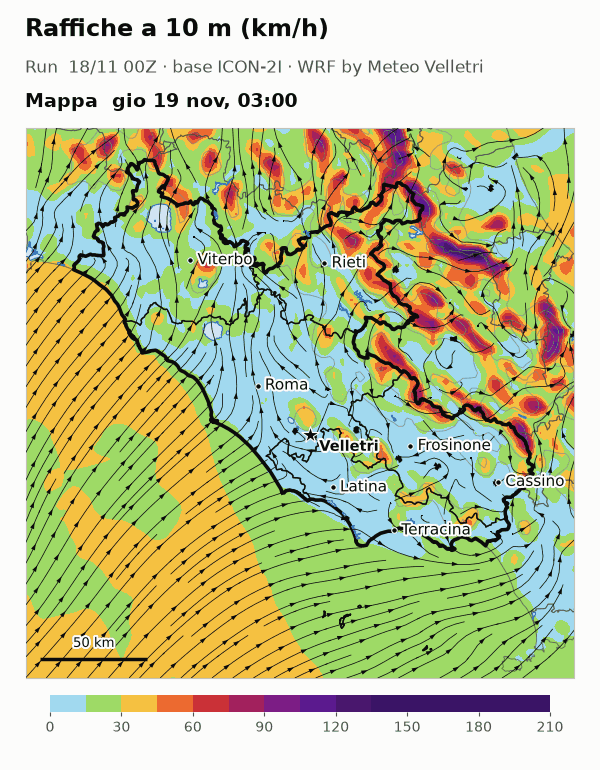 Raffiche a 10 m (km/h)
Run  18/11 00Z · base ICON-2I · WRF by Meteo Velletri
Mappa  gio 19 nov, 03:00
Viterbo
Rieti
Roma
Velletri
Frosinone
Latina
Cassino
Terracina
50 km
0 30 60 90 120 150 180 210